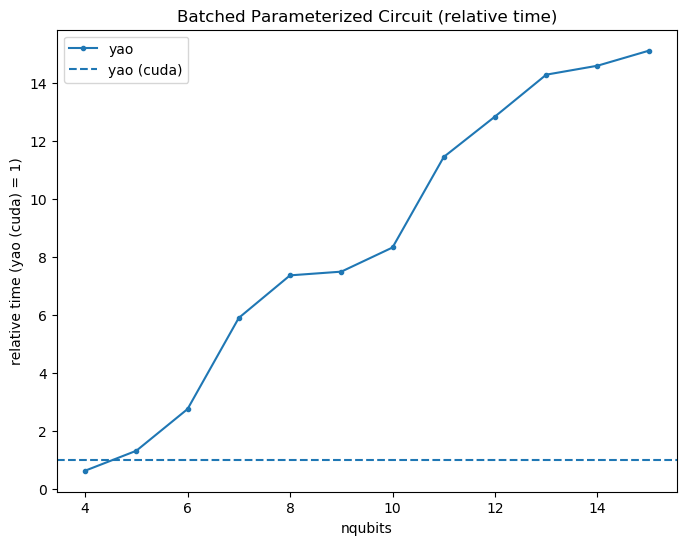 Batched Parameterized Circuit (relative time)
yao
yao (cuda)
relative time (yao (cuda) = 1)
14
12
10
8
6
4
2
0
4 6 8 10 12 14
nqubits